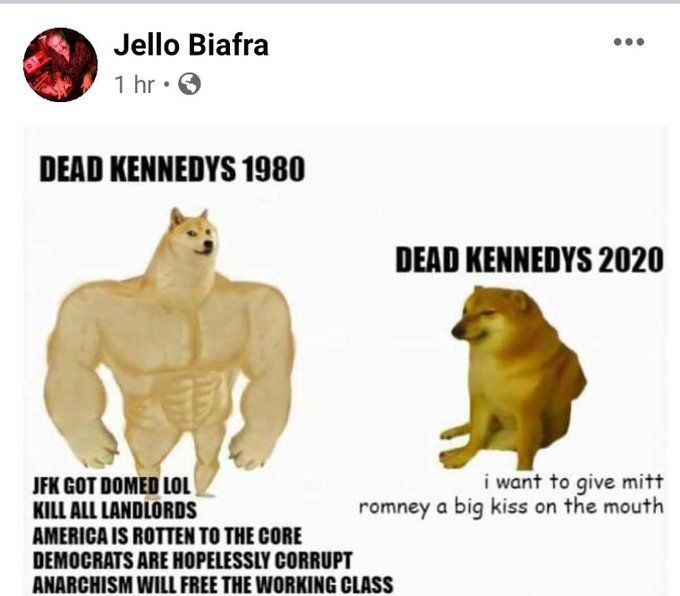 Jello Biafra
1 hr ·
DEAD KENNEDYS 1980
DEAD KENNEDYS 2020
JFK GOT DOMED LOL
KILL ALL LANDLORDS
AMERICA IS ROTTEN TO THE CORE
DEMOCRATS ARE HOPELESSLY CORRUPT
ANARCHISM WILL FREE THE WORKING CLASS
i want to give mitt
romney a big kiss on the mouth